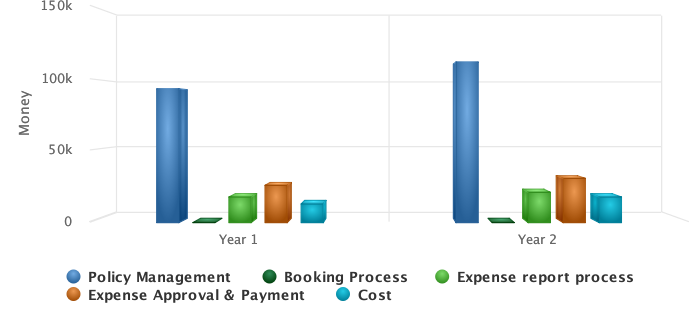 150k
100k
50k
0
Money
Year 1
Year 2
Policy Management
Booking Process
Expense report process
Expense Approval & Payment
Cost